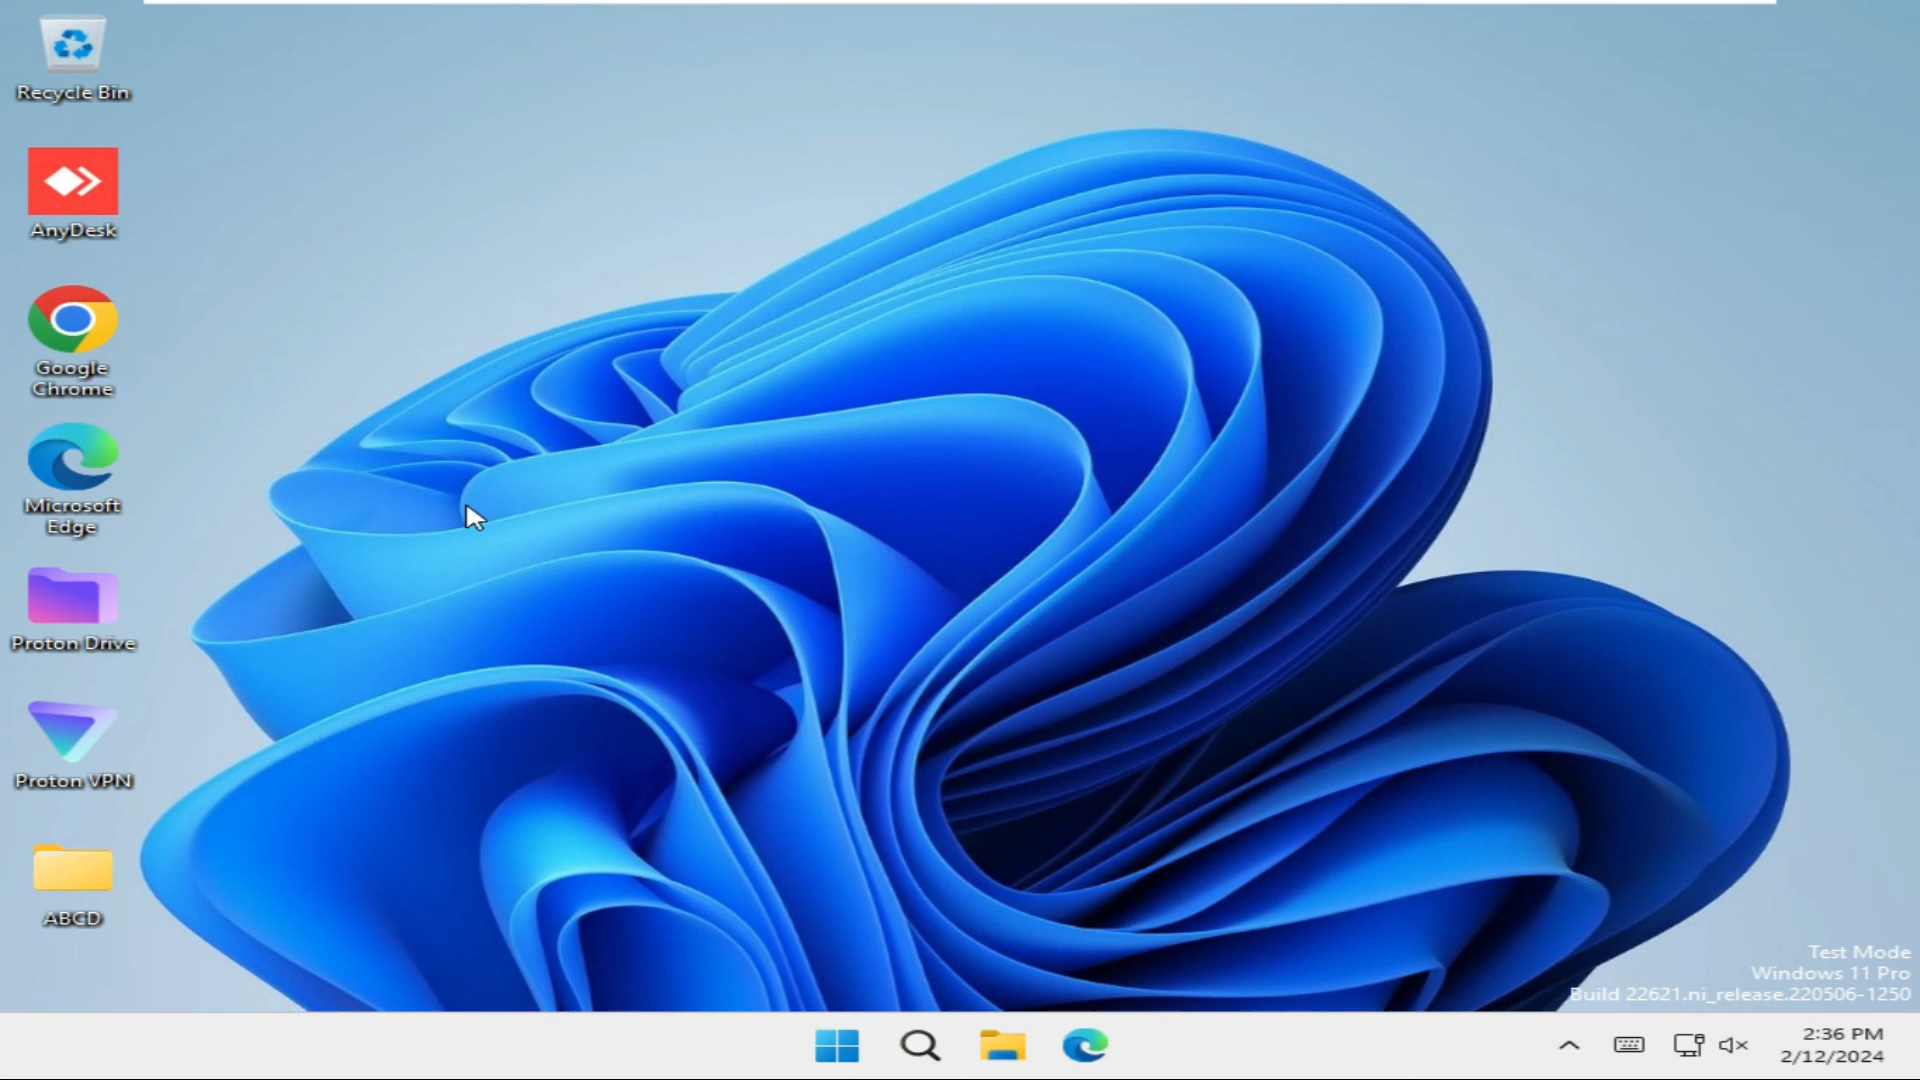 Recycle Bin
AnyDesk
Google
Chrome
Microsoft
Edge
Proton Drive
Proton VPN
ABCD
Test Mode
Windows 11 Pro
Build 22621.ni_release.220506-1250
2:36 PM
2/12/2024